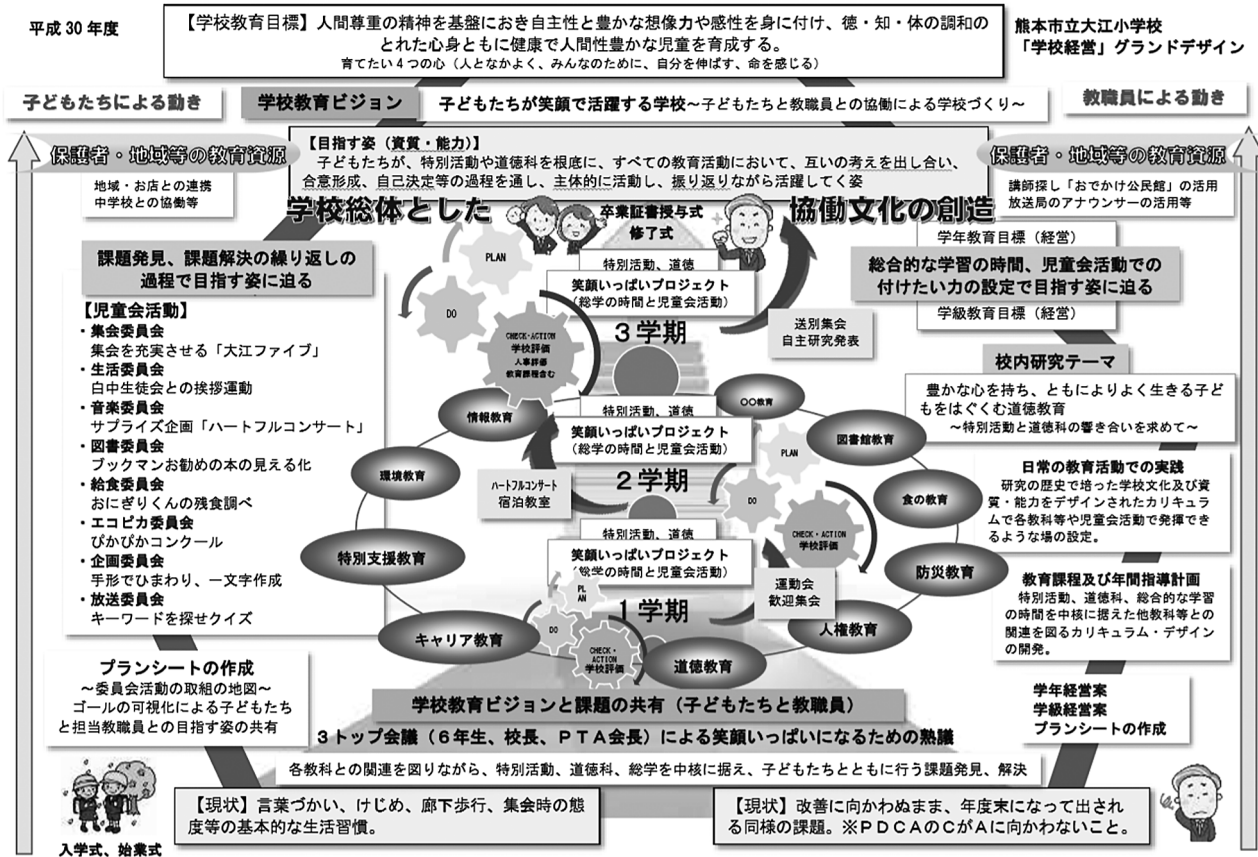 平成30年度
【学校教育目標】人間尊重の精神を基盤におき自主性と豊かな想像力や感性を身に付け、徳・知・体の調和の
とれた心身ともに健康で人間性豊かな児童を育成する。
育てたい4つの心（人となかよく、みんなのために、自分を伸ばす、命を感じる）
熊本市立大江小学校
「学校経営」グランドデザイン
子どもたちによる動き
学校教育ビジョン
子どもたちが笑顔で活躍する学校～子どもたちと教職員との協働による学校づくり～
教職員による動き
保護者・地域等の教育資源
地域・お店との連携
中学校との協働等
【目指す姿（資質・能力）】
子どもたちが、特別活動や道徳科を根底に、すべての教育活動において、互いの考えを出し合い、
合意形成、自己決定等の過程を通し、主体的に活動し、振り返りながら活躍してく姿
保護者・地域等の教育資源
講師探し「おでかけ公民館」の活用
放送局のアナウンサーの活用等
学校総体とした
卒業証書授与式
修了式
協働文化の創造
課題発見、課題解決の繰り返しの
過程で目指す姿に迫る
【児童会活動】
・集会委員会
集会を充実させる「大江ファイブ」
・生活委員会
白中生徒会との挨拶運動
・音楽委員会
サプライズ企画「ハートフルコンサート」
・図書委員会
ブックマンお勧めの本の見える化
・給食委員会
おにぎりくんの残食調べ
・エコピカ委員会
ぴかぴかコンクール
・企画委員会
手形でひまわり、一文字作成
・放送委員会
キーワードを探せクイズ
プランシートの作成
～委員会活動の取組の地図～
ゴールの可視化による子どもたち
と担当教職員との目指す姿の共有
入学式、始業式
PLAN
DO
CHECK・ACTION
学校評価
人事評価
教育課程含む
特別活動、道徳
笑顔いっぱいプロジェクト
（総学の時間と児童会活動）
3学期
送別集会
自主研究発表
情報教育
環境教育
特別支援教育
キャリア教育
道徳教育
人権教育
防災教育
食の教育
図書館教育
〇〇教育
特別活動、道徳
笑顔いっぱいプロジェクト
（総学の時間と児童会活動）
2学期
ハートフルコンサート
宿泊教室
PLAN
DO
CHECK・ACTION
学校評価
特別活動、道徳
笑顔いっぱいプロジェクト
（総学の時間と児童会活動）
1学期
運動会
歓迎集会
PL
AN
DO
CHECK・
ACTION
学校評価
学年教育目標（経営）
総合的な学習の時間、児童会活動での
付けたい力の設定で目指す姿に迫る
学級教育目標（経営）
校内研究テーマ
豊かな心を持ち、ともによりよく生きる子ど
もをはぐくむ道徳教育
～特別活動と道徳科の響き合いを求めて～
日常の教育活動での実践
研究の歴史で培った学校文化及び資
質・能力をデザインされたカリキュラ
ムで各教科等や児童会活動で発揮でき
るような場の設定。
教育課程及び年間指導計画
特別活動、道徳科、総合的な学習
の時間を中核に据えた他教科等との
関連を図るカリキュラム・デザイン
の開発。
学年経営案
学級経営案
プランシートの作成
学校教育ビジョンと課題の共有（子どもたちと教職員）
3トップ会議（6年生、校長、PTA会長）による笑顔いっぱいになるための熟議
各教科との関連を図りながら、特別活動、道徳科、総学を中核に据え、子どもたちとともに行う課題発見、解決
【現状】言葉づかい、けじめ、廊下歩行、集会時の態
度等の基本的な生活習慣。
【現状】改善に向かわぬまま、年度末になって出され
る同様の課題。※PDCAのCがAに向かわないこと。